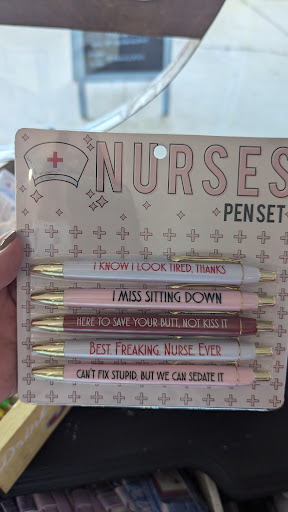 NURSES
PEN SET
I KNOW I LOOK TIRED, THANKS
I MISS SITTING DOWN
HERE TO SAVE YOUR BUTT, NOT KISS IT
BEST. FREAKING. NURSE. EVER
CAN'T FIX STUPID, BUT WE CAN SEDATE IT